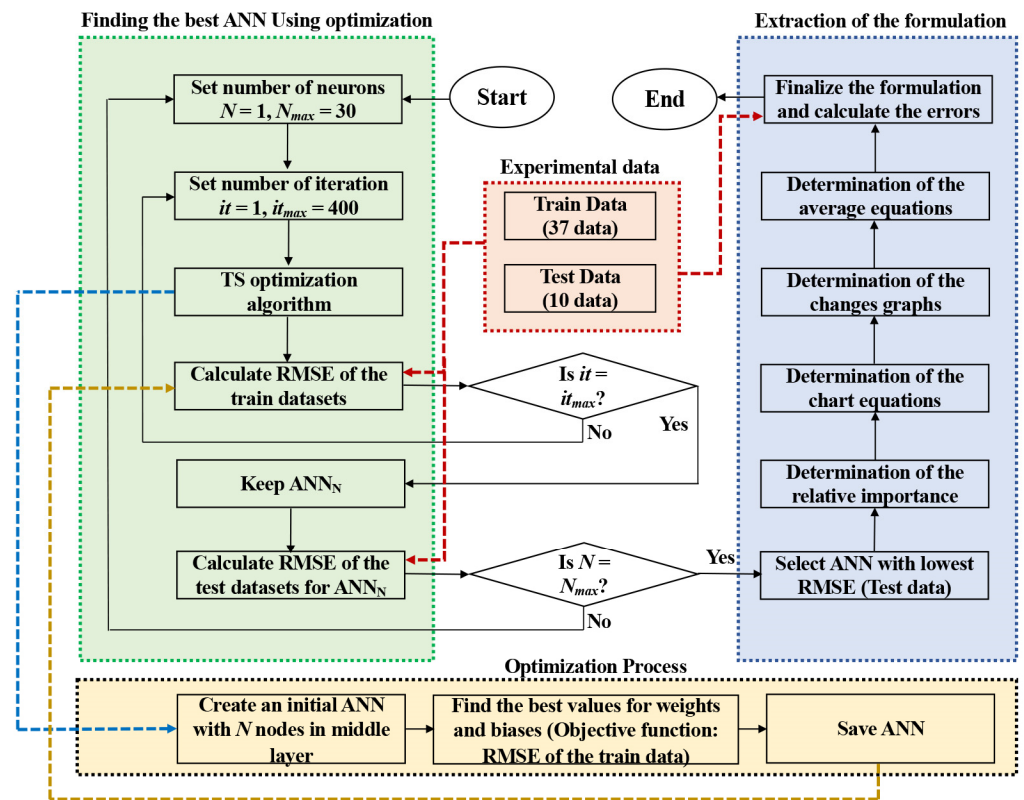 Finding the best ANN Using optimization
Set number of neurons
N = 1, Nmax = 30
Set number of iteration
it = 1, itmax = 400
TS optimization
algorithm
Calculate RMSE of the
train datasets
Keep ANNN
Calculate RMSE of the
test datasets for ANNN
Start
End
Experimental data
Train Data
(37 data)
Test Data
(10 data)
Is it =
itmax?
No
Yes
Is N =
Nmax?
No
Yes
Extraction of the formulation
Finalize the formulation
and calculate the errors
Determination of the
average equations
Determination of the
changes graphs
Determination of the
chart equations
Determination of the
relative importance
Select ANN with lowest
RMSE (Test data)
Optimization Process
Create an initial ANN
with N nodes in middle
layer
Find the best values for weights
and biases (Objective function:
RMSE of the train data)
Save ANN